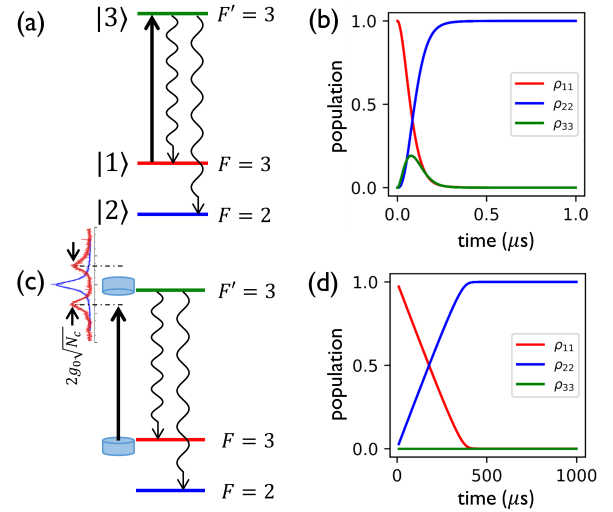 (a)
|3⟩
F′ = 3
|1⟩
F = 3
|2⟩
F = 2
(b)
population
1.0
0.5
0.0
ρ₁₁
ρ₂₂
ρ₃₃
0.0 0.5 1.0
time (μs)
(c)
2g₀√N_c
F′ = 3
F = 3
F = 2
(d)
population
1.0
0.5
0.0
ρ₁₁
ρ₂₂
ρ₃₃
0 500 1000
time (μs)